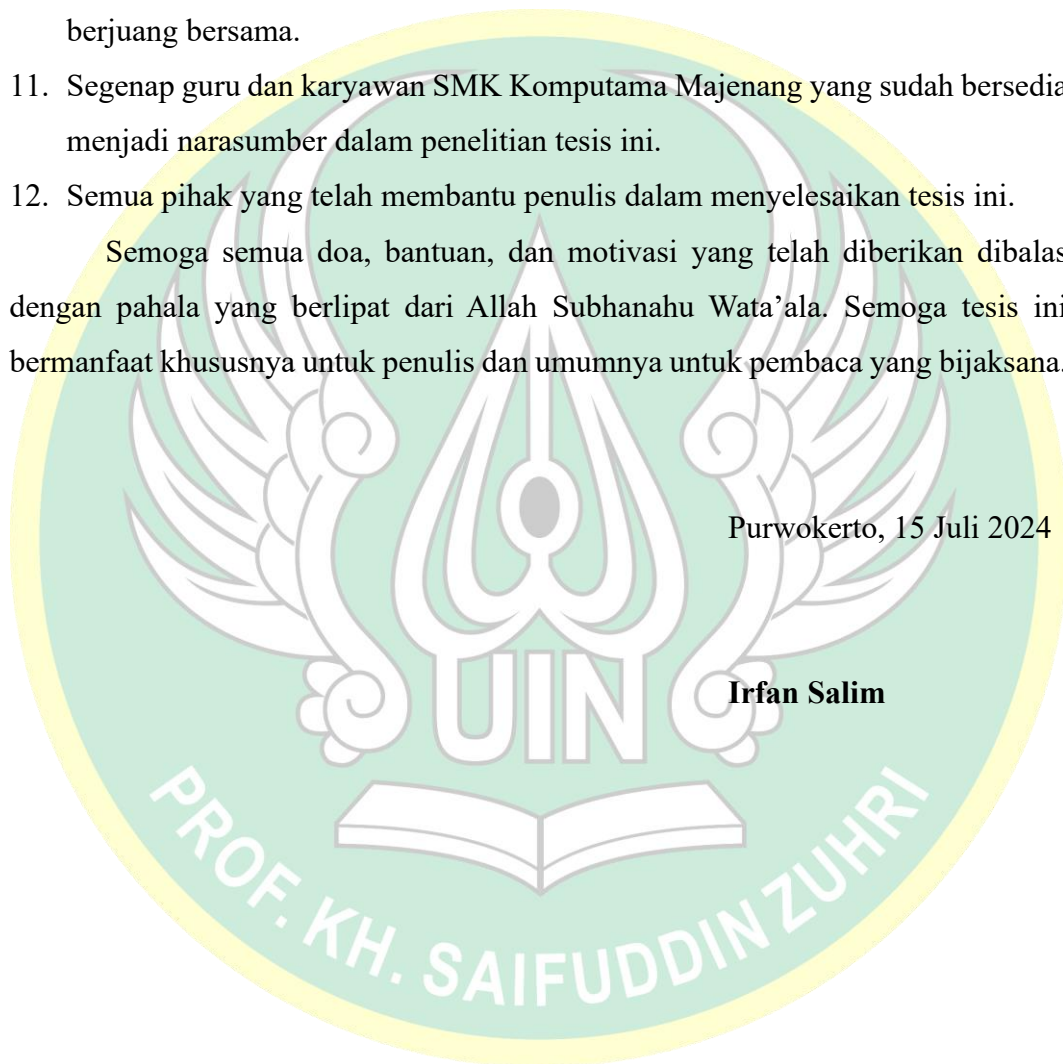 berjuang bersama.
11. Segenap guru dan karyawan SMK Komputama Majenang yang sudah bersedia
menjadi narasumber dalam penelitian tesis ini.
12. Semua pihak yang telah membantu penulis dalam menyelesaikan tesis ini.
Semoga semua doa, bantuan, dan motivasi yang telah diberikan dibalas
dengan pahala yang berlipat dari Allah Subhanahu Wata’ala. Semoga tesis ini
bermanfaat khususnya untuk penulis dan umumnya untuk pembaca yang bijaksana.
Purwokerto, 15 Juli 2024
Irfan Salim
UIN
PROF. KH. SAIFUDDIN ZUHRI